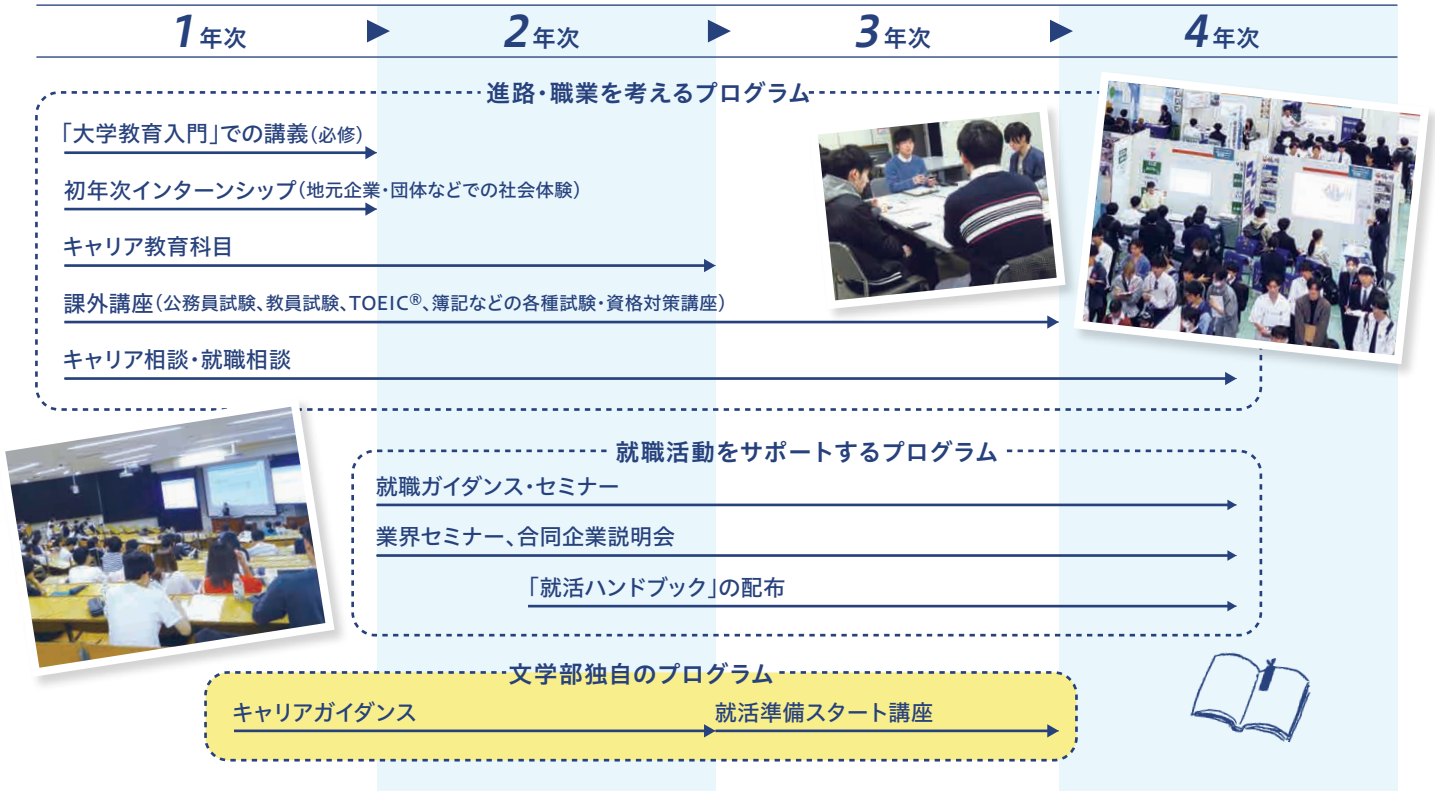 1年次 ▶ 2年次 ▶ 3年次 ▶ 4年次
進路・職業を考えるプログラム
「大学教育入門」での講義(必修)
初年次インターンシップ(地元企業・団体などでの社会体験)
キャリア教育科目
課外講座(公務員試験、教員試験、TOEIC®、簿記などの各種試験・資格対策講座)
キャリア相談・就職相談
就職活動をサポートするプログラム
就職ガイダンス・セミナー
業界セミナー、合同企業説明会
「就活ハンドブック」の配布
文学部独自のプログラム
キャリアガイダンス 就活準備スタート講座